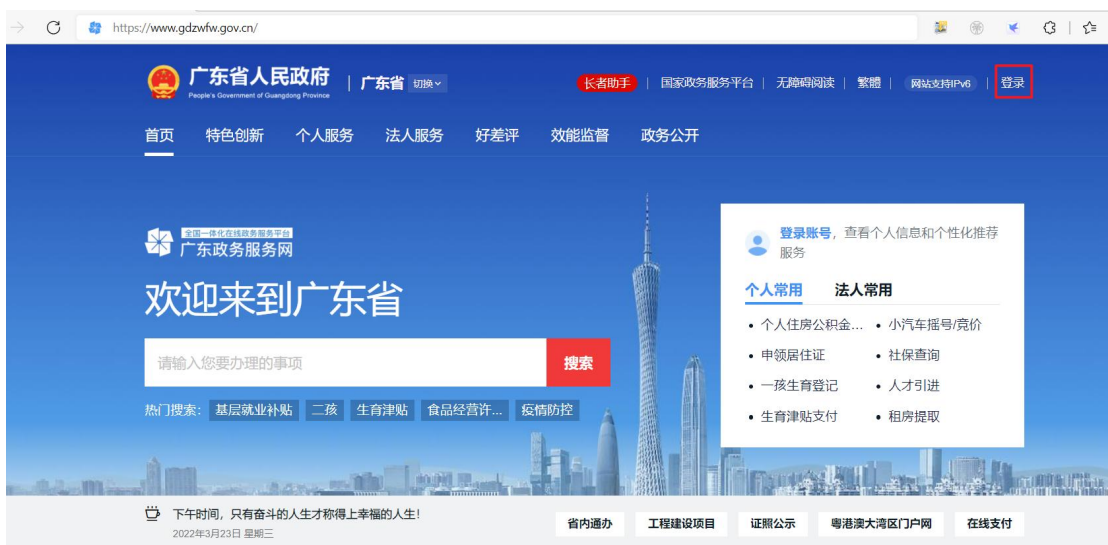 https://www.gdzwfw.gov.cn/
广东省人民政府
People's Government of Guangdong Province
广东省 切换
长者助手 | 国家政务服务平台 | 无障碍阅读 | 繁體 | 网站支持IPv6 | 登录
首页 特色创新 个人服务 法人服务 好差评 效能监督 政务公开
全国一体化在线政务服务平台
广东政务服务网
欢迎来到广东省
请输入您要办理的事项 搜索
热门搜索: 基层就业补贴 二孩 生育津贴 食品经营许... 疫情防控
登录账号，查看个人信息和个性化推荐
服务
个人常用 法人常用
• 个人住房公积金... • 小汽车摇号/竞价
• 申领居住证 • 社保查询
• 一孩生育登记 • 人才引进
• 生育津贴支付 • 租房提取
下午时间，只有奋斗的人生才称得上幸福的人生!
2022年3月23日 星期三
省内通办 工程建设项目 证照公示 粤港澳大湾区门户网 在线支付